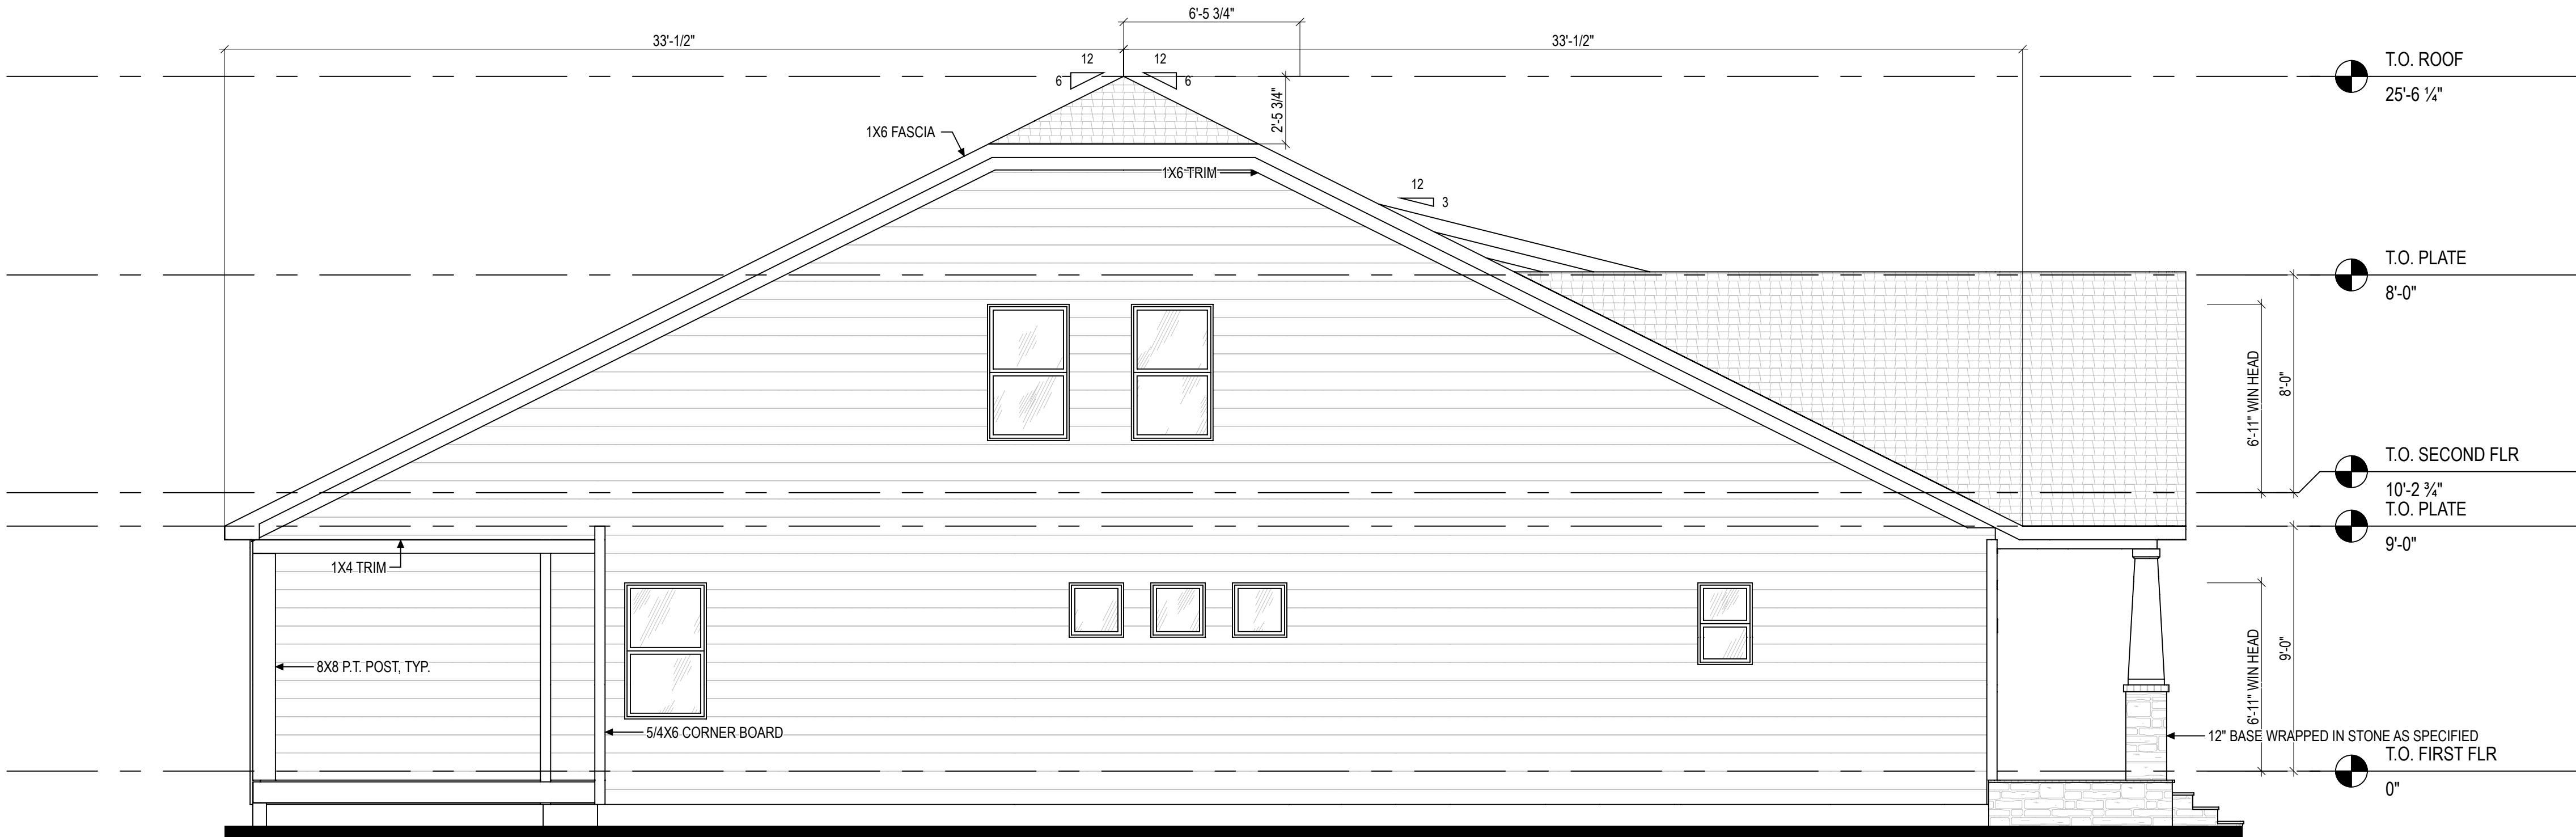 6'-5 3/4"
33'-1/2"
33'-1/2"
12
12
6
6
T.O. ROOF
25'-6 ¼"
2'-5 3/4"
1X6 FASCIA
1X6 TRIM
12
3
T.O. PLATE
8'-0"
6'-11" WIN HEAD
8'-0"
T.O. SECOND FLR
10'-2 ¾"
T.O. PLATE
9'-0"
1X4 TRIM
8X8 P.T. POST, TYP.
5/4X6 CORNER BOARD
6'-11" WIN HEAD
9'-0"
12" BASE WRAPPED IN STONE AS SPECIFIED
T.O. FIRST FLR
0"